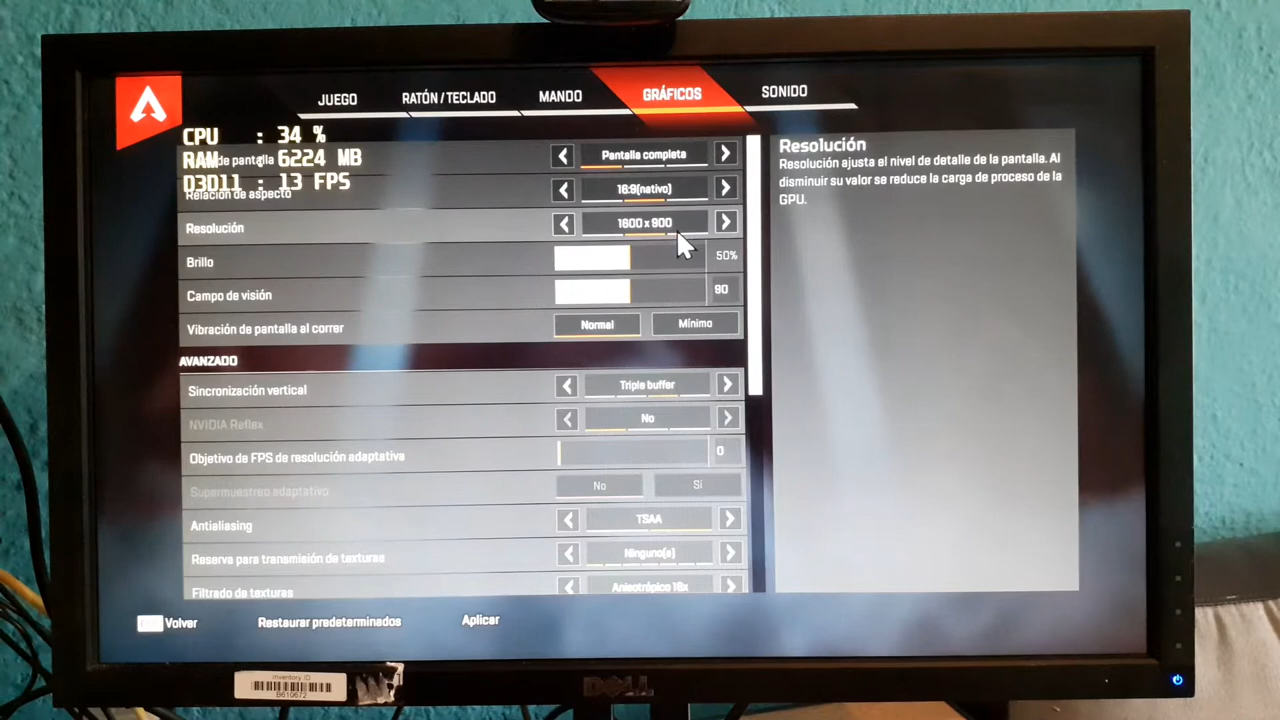 JUEGO
RATÓN/TECLADO
MANDO
GRÁFICOS
SONIDO
CPU : 34 %
RAM : 6224 MB
D3D11 : 13 FPS
de pantalla
Pantalla completa
Relación de aspecto
16:9(nativo)
Resolución
1600 x 900
Brillo
50%
Campo de visión
90
Vibración de pantalla al correr
Normal
Mínimo
AVANZADO
Sincronización vertical
Triple buffer
NVIDIA Reflex
No
Objetivo de FPS de resolución adaptativa
0
Supermuestreo adaptativo
No
Sí
Antialiasing
TSAA
Reserva para transmisión de texturas
Ninguno(a)
Filtrado de texturas
Anisotrópico 16x
Volver
Restaurar predeterminados
Aplicar
Resolución
Resolución ajusta el nivel de detalle de la pantalla. Al
disminuir su valor se reduce la carga de proceso de la
GPU.
Inventory ID
B610672
DELL